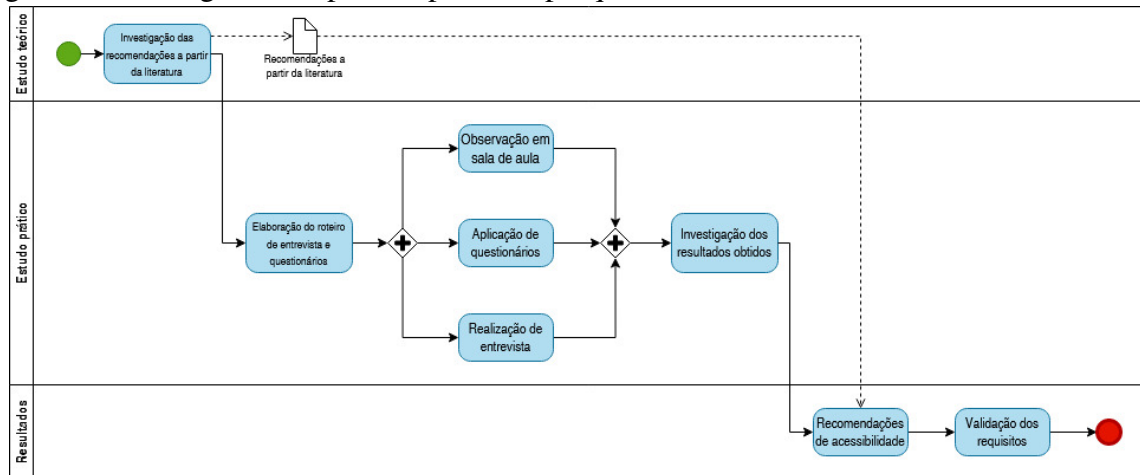 Estudo teórico
Investigação das
recomendações a partir
da literatura
Recomendações a
partir da literatura
Estudo prático
Elaboração do roteiro
de entrevista e
questionários
Observação em
sala de aula
Aplicação de
questionários
Realização de
entrevista
Investigação dos
resultados obtidos
Resultados
Recomendações
de acessibilidade
Validação dos
requisitos